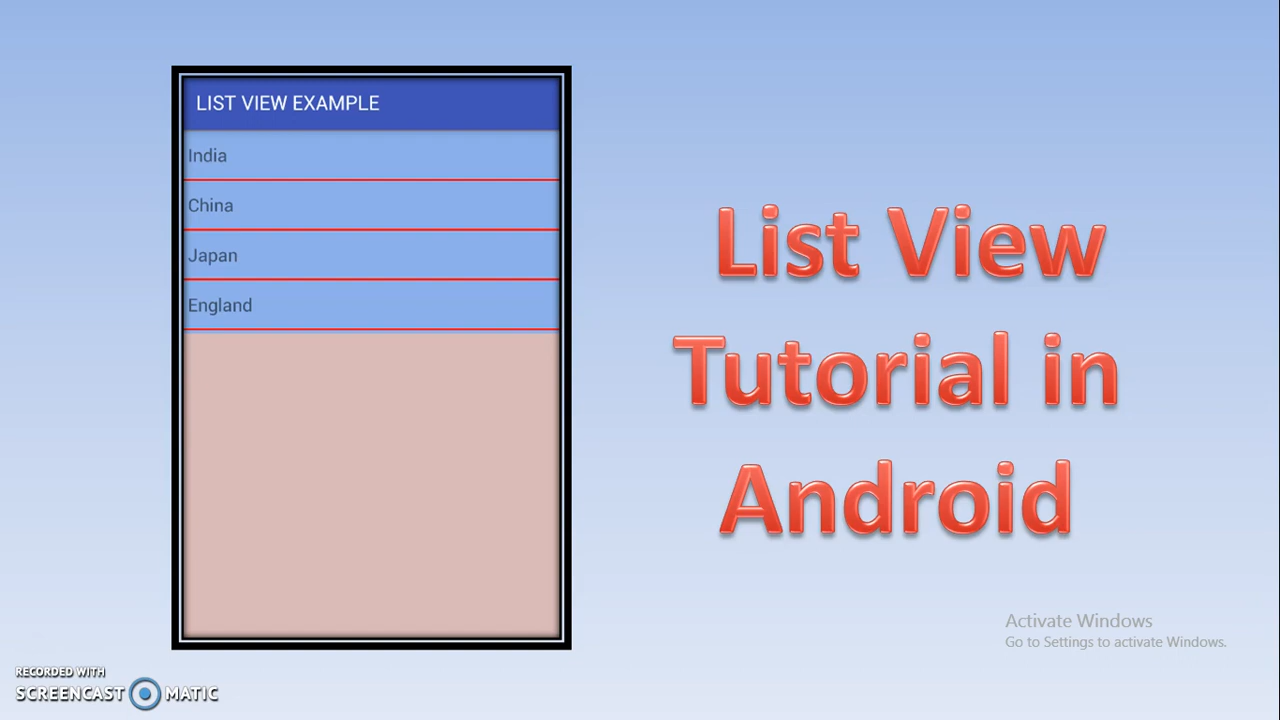 LIST VIEW EXAMPLE
India
China
Japan
England
List View
Tutorial in
Android
Activate Windows
Go to Settings to activate Windows.
RECORDED WITH
SCREENCAST MATIC